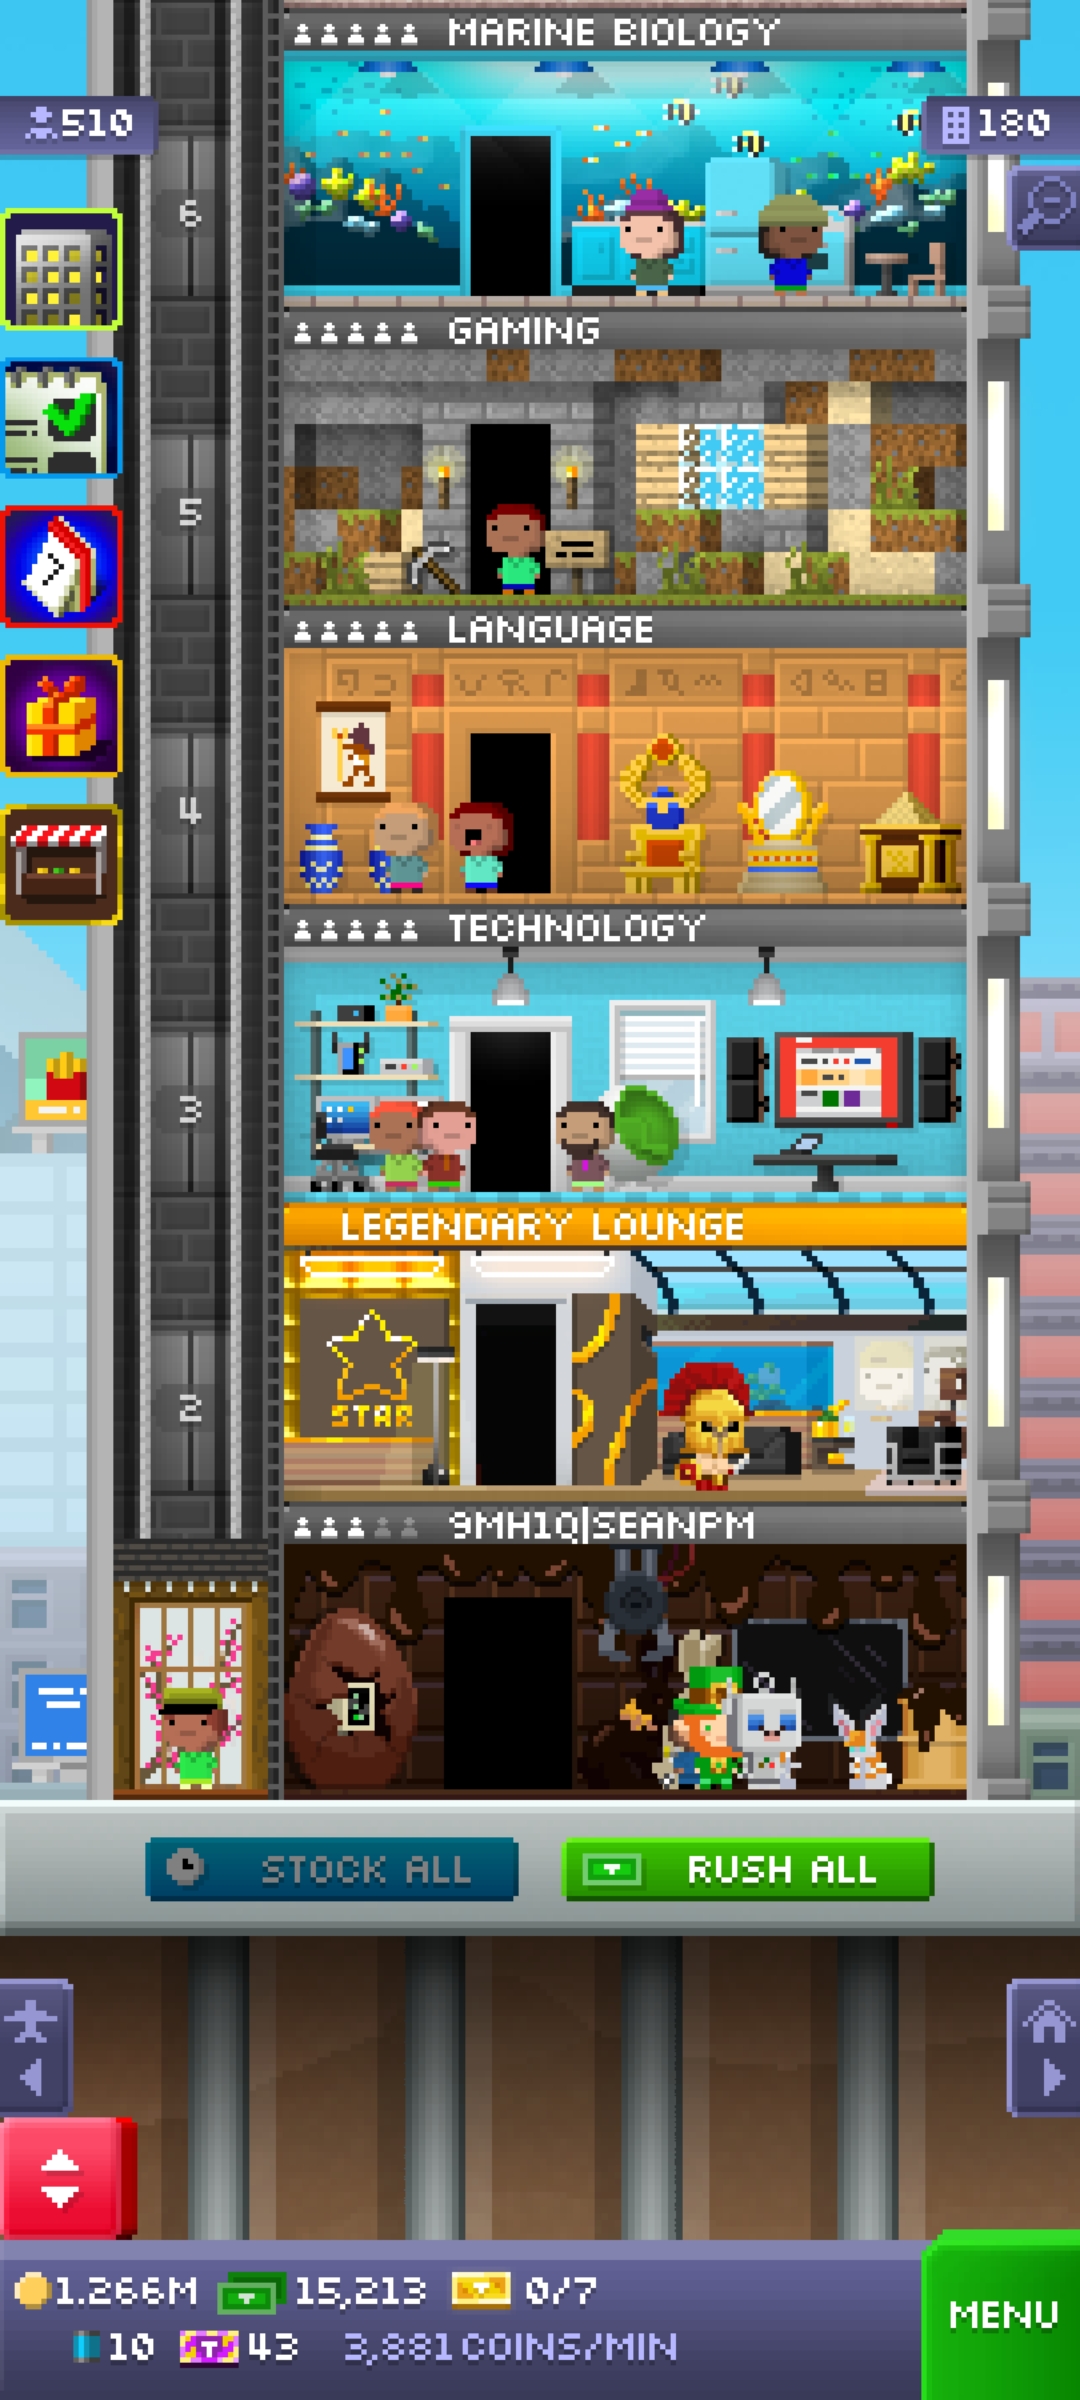 MARINE BIOLOGY
510
180
6
GAMING
5
LANGUAGE
4
TECHNOLOGY
3
LEGENDARY LOUNGE
STAR
2
9MH1Q|SEANPM
STOCK ALL
RUSH ALL
1.266M 15,213 0/7
10 43 3,881 COINS/MIN
MENU